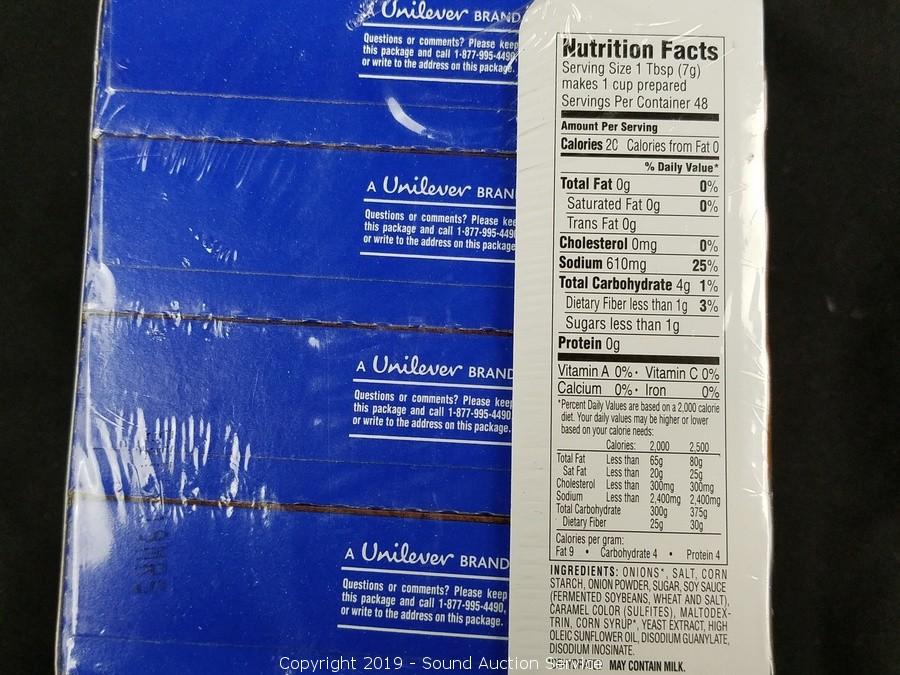 A Unilever BRAND
Questions or comments? Please keep
this package and call 1-877-995-4490
or write to the address on this package.
A Unilever BRAN
Questions or comments? Please kee
this package and call 1-877-995-4490
or write to the address on this package
A Unilever BRAND
Questions or comments? Please keep
this package and call 1-877-995-4490
or write to the address on this package.
A Unilever BRAND
Questions or comments? Please keep
this package and call 1-877-995-4490,
or write to the address on this package.
Nutrition Facts
Serving Size 1 Tbsp (7g)
makes 1 cup prepared
Servings Per Container 48
Amount Per Serving
Calories 20 Calories from Fat 0
% Daily Value*
Total Fat 0g 0%
Saturated Fat 0g 0%
Trans Fat 0g
Cholesterol 0mg 0%
Sodium 610mg 25%
Total Carbohydrate 4g 1%
Dietary Fiber less than 1g 3%
Sugars less than 1g
Protein 0g
Vitamin A 0% • Vitamin C 0%
Calcium 0% • Iron 0%
*Percent Daily Values are based on a 2,000 calorie
diet. Your daily values may be higher or lower
based on your calorie needs:
Calories: 2,000 2,500
Total Fat Less than 65g 80g
Sat Fat Less than 20g 25g
Cholesterol Less than 300mg 300mg
Sodium Less than 2,400mg 2,400mg
Total Carbohydrate 300g 375g
Dietary Fiber 25g 30g
Calories per gram:
Fat 9 • Carbohydrate 4 • Protein 4
INGREDIENTS: ONIONS*, SALT, CORN
STARCH, ONION POWDER, SUGAR, SOY SAUCE
(FERMENTED SOYBEANS, WHEAT AND SALT),
CARAMEL COLOR (SULFITES), MALTODEX-
TRIN, CORN SYRUP*, YEAST EXTRACT, HIGH
OLEIC SUNFLOWER OIL, DISODIUM GUANYLATE,
DISODIUM INOSINATE.
MAY CONTAIN MILK.
Copyright 2019 - Sound Auction Service